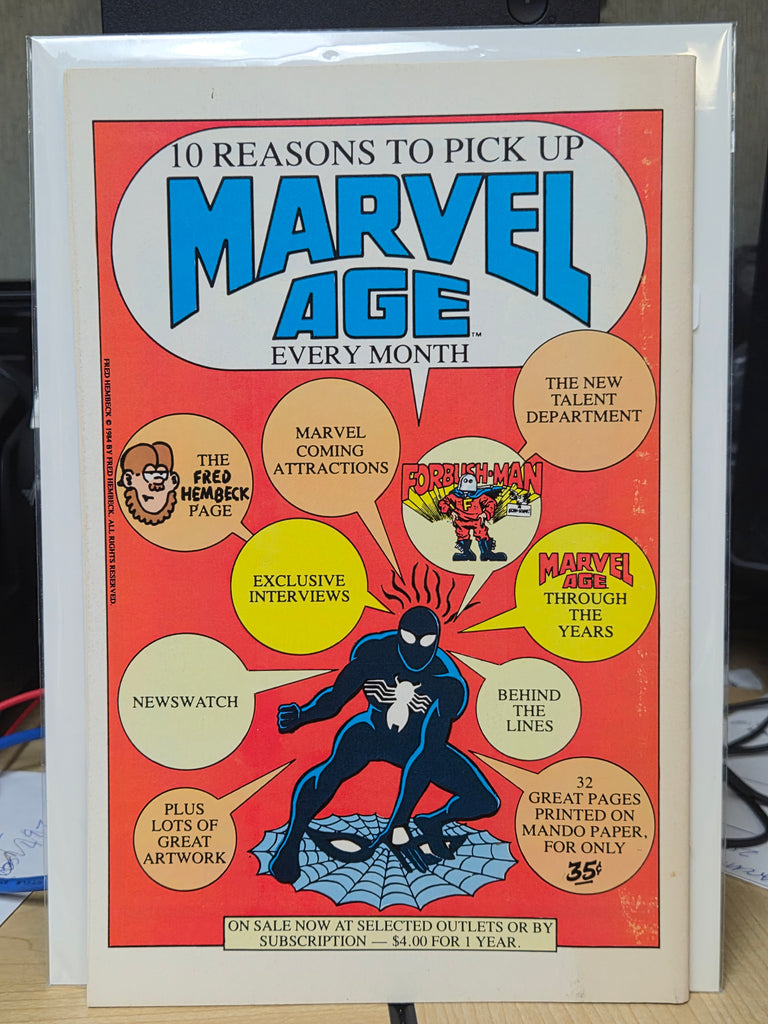 10 REASONS TO PICK UP
MARVEL
AGE™
EVERY MONTH
THE NEW
TALENT
DEPARTMENT
MARVEL
COMING
ATTRACTIONS
THE
FRED
HEMBECK
PAGE
FORBUSH-MAN
F
EXCLUSIVE
INTERVIEWS
MARVEL
AGE
THROUGH
THE
YEARS
NEWSWATCH
BEHIND
THE
LINES
PLUS
LOTS OF
GREAT
ARTWORK
32
GREAT PAGES
PRINTED ON
MANDO PAPER,
FOR ONLY
35¢
ON SALE NOW AT SELECTED OUTLETS OR BY
SUBSCRIPTION — $4.00 FOR 1 YEAR.
FRED HEMBECK © 1984 BY FRED HEMBECK. ALL RIGHTS RESERVED.